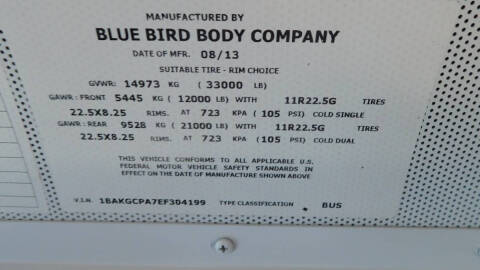 MANUFACTURED BY
BLUE BIRD BODY COMPANY
DATE OF MFR. 08/13
SUITABLE TIRE - RIM CHOICE
GVWR: 14973 KG ( 33000 LB)
GAWR : FRONT 5445 KG ( 12000 LB) WITH 11R22.5G TIRES
22.5X8.25 RIMS. AT 723 KPA ( 105 PSI) COLD SINGLE
GAWR : REAR 9528 KG ( 21000 LB) WITH 11R22.5G TIRES
22.5X8.25 RIMS. AT 723 KPA ( 105 PSI) COLD DUAL
THIS VEHICLE CONFORMS TO ALL APPLICABLE U.S.
FEDERAL MOTOR VEHICLE SAFETY STANDARDS IN
EFFECT ON THE DATE OF MANUFACTURE SHOWN ABOVE
V.I.N. 1BAKGCPA7EF304199 TYPE CLASSIFICATION BUS